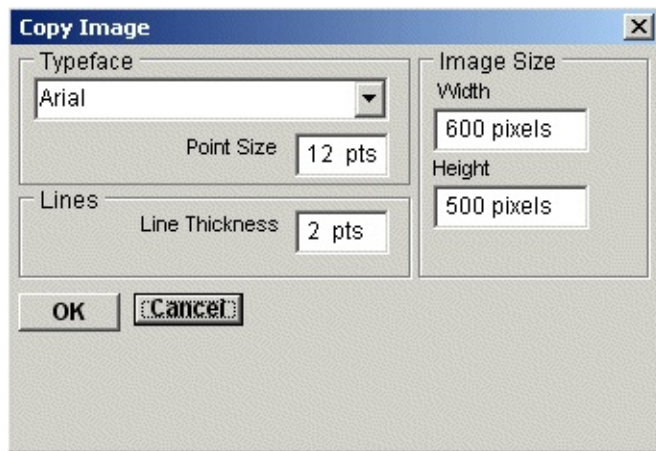 Copy Image
Typeface
Arial
Point Size
12 pts
Lines
Line Thickness
2 pts
Image Size
Width
600 pixels
Height
500 pixels
OK
Cancel